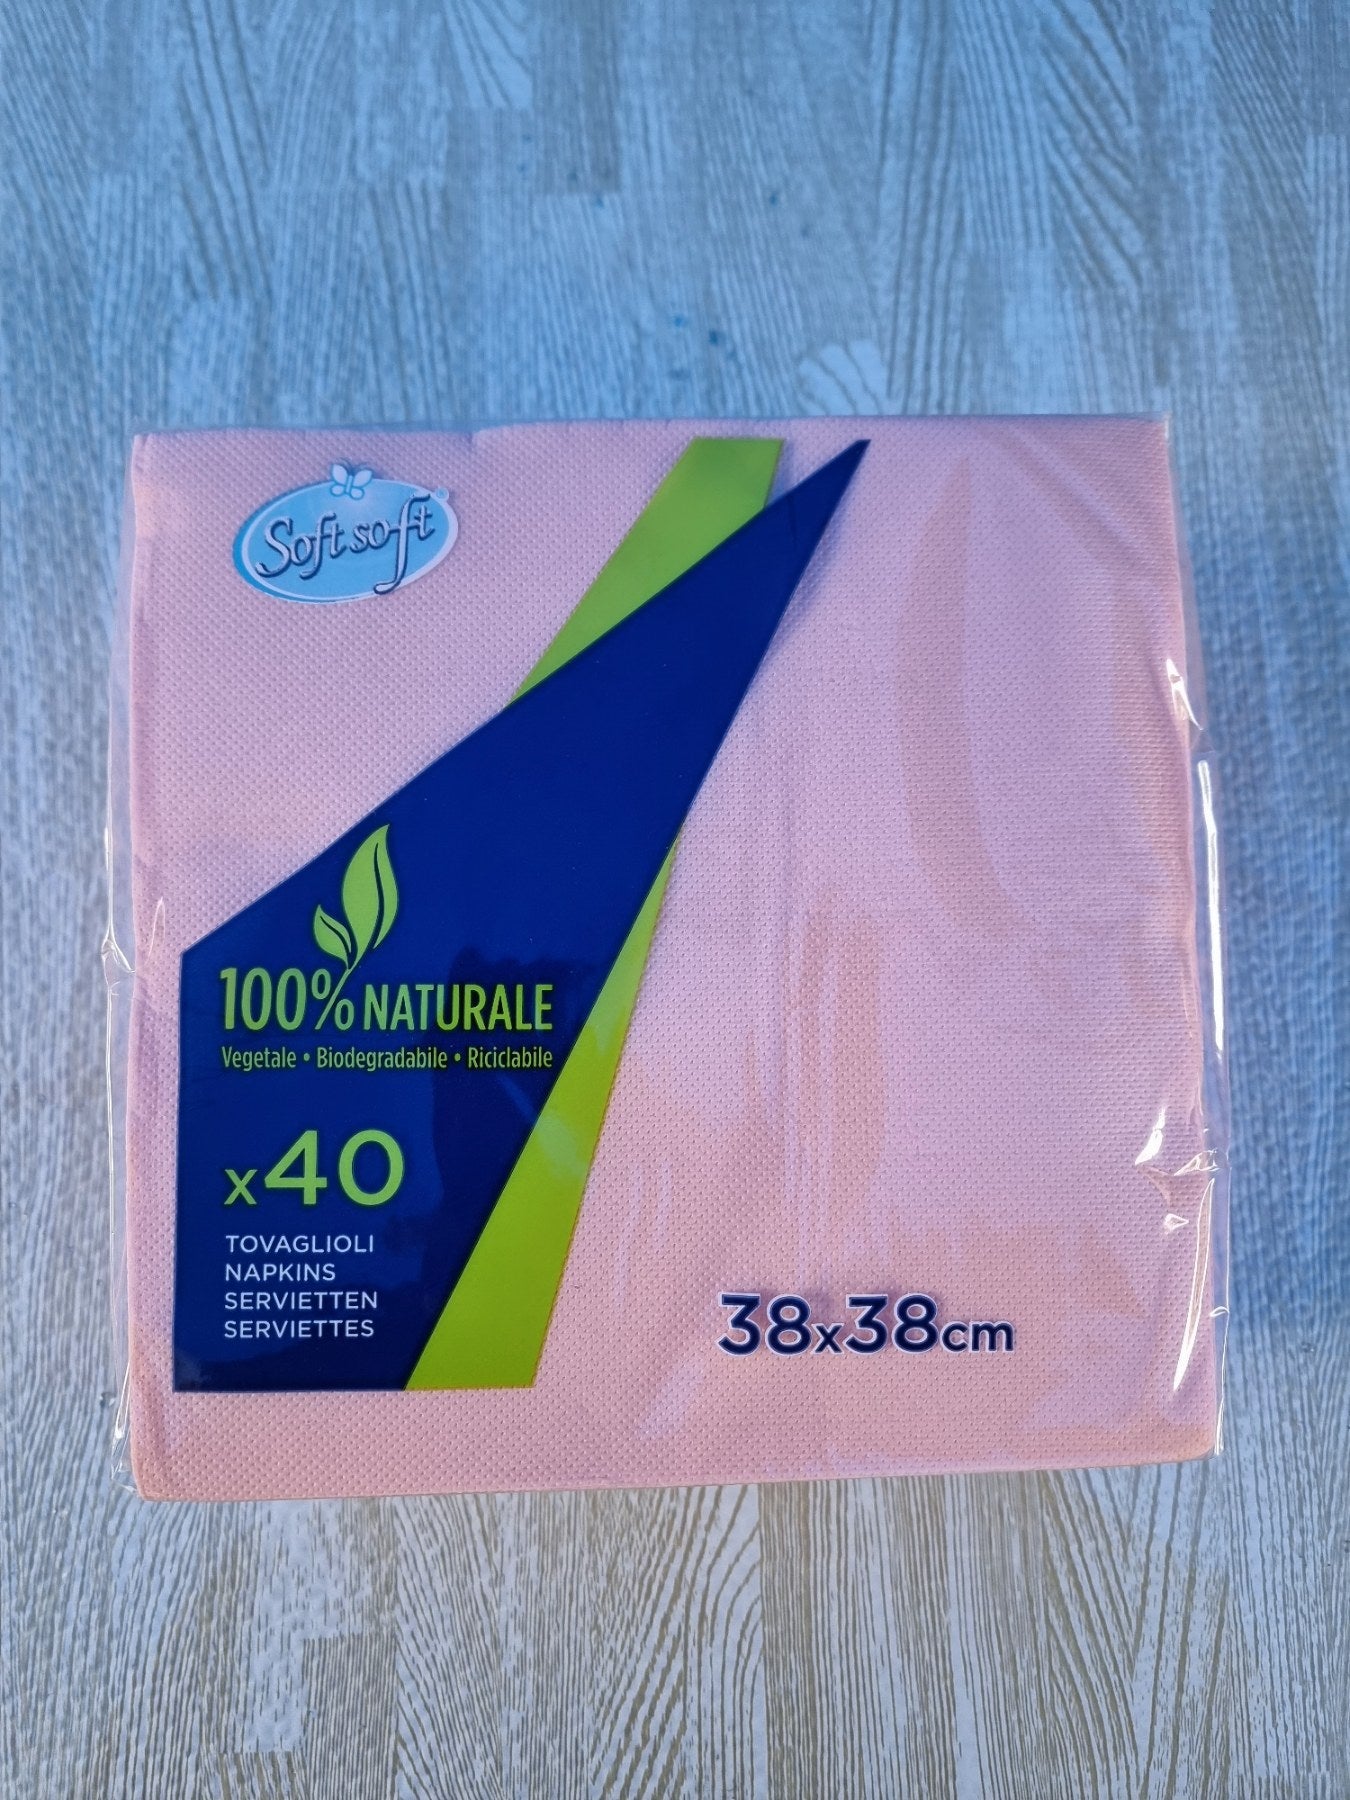 Soft soft®
100% NATURALE
Vegetale • Biodegradabile • Riciclabile
x40
TOVAGLIOLI
NAPKINS
SERVIETTEN
SERVIETTES
38x38cm